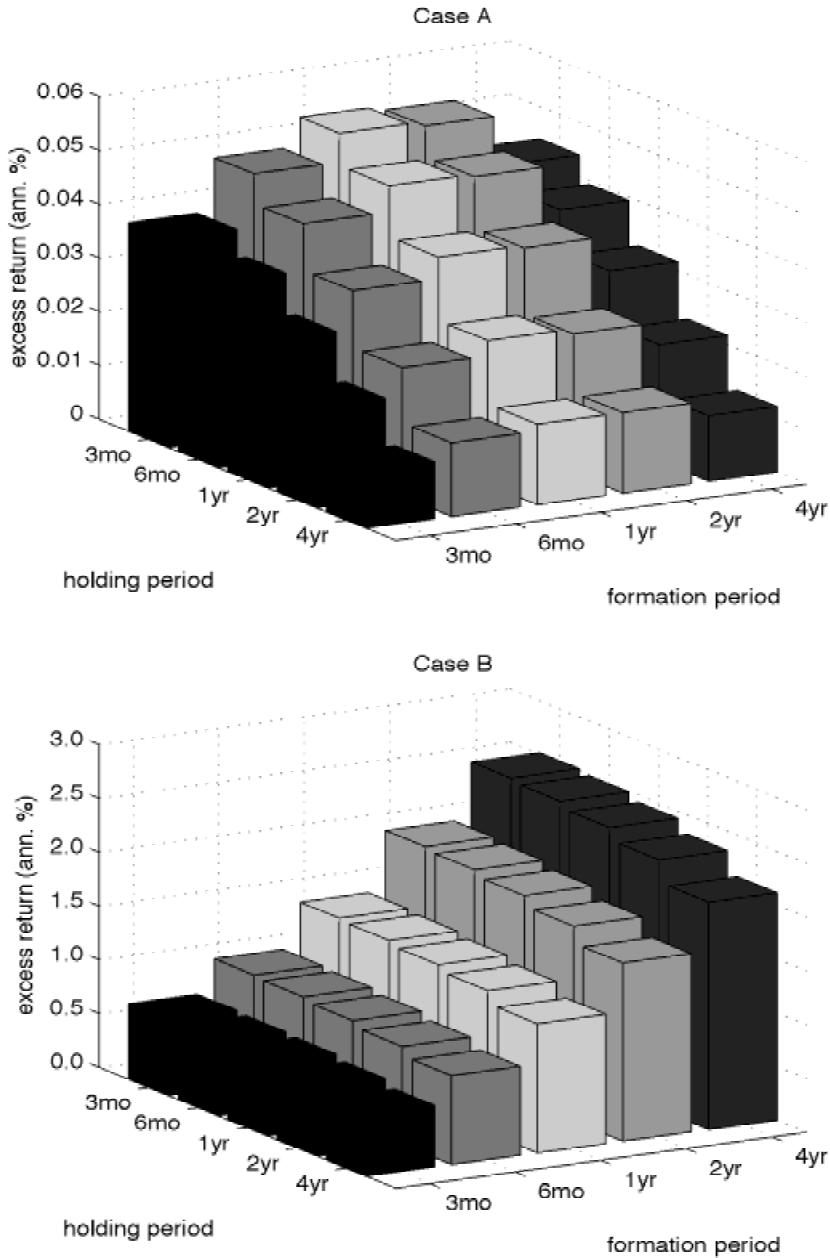 Case A
0.06
0.05
0.04
0.03
0.02
0.01
0
excess return (ann. %)
3mo
6mo
1yr
2yr
4yr
holding period
3mo
6mo
1yr
2yr
4yr
formation period
Case B
3.0
2.5
2.0
1.5
1.0
0.5
0.0
excess return (ann. %)
3mo
6mo
1yr
2yr
4yr
holding period
3mo
6mo
1yr
2yr
4yr
formation period